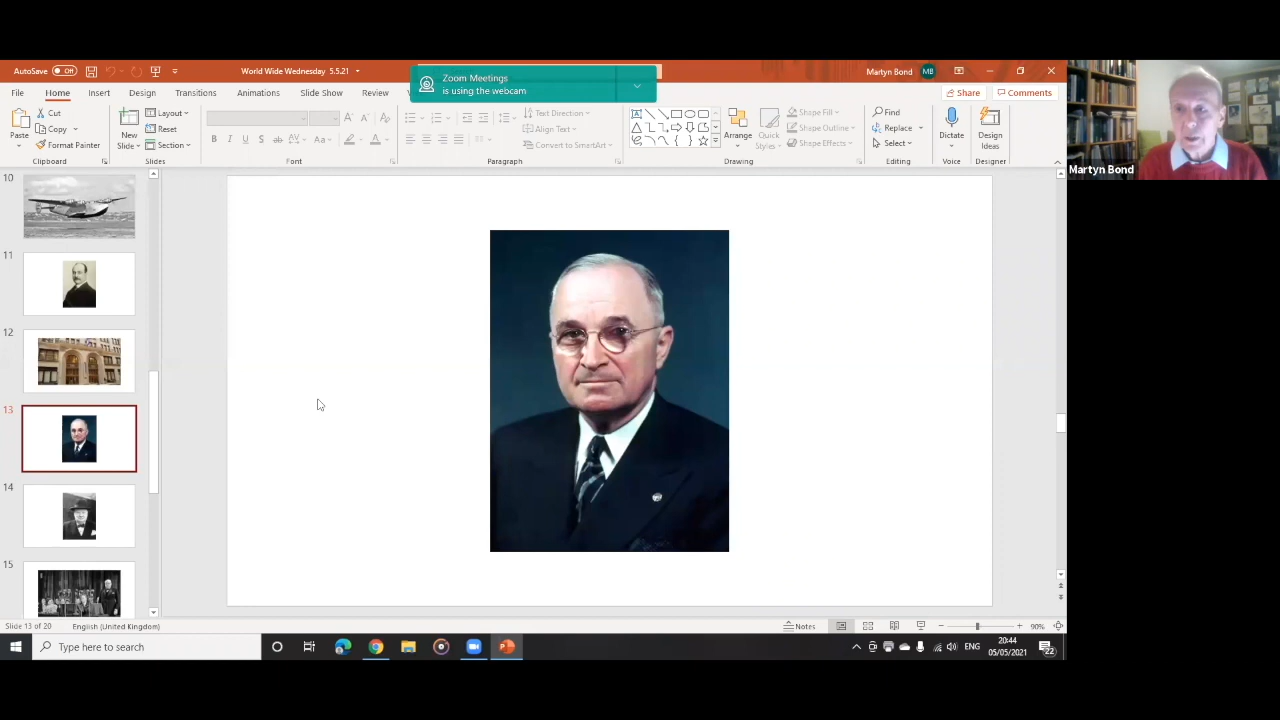 AutoSave Off World Wide Wednesday 5.5.21 Martyn Bond MB
Zoom Meetings
is using the webcam
File Home Insert Design Transitions Animations Slide Show Review Share Comments
Paste Cut Copy Format Painter
Clipboard
New Slide Layout Reset Section
Slides
B I U S ab AV Aa A
Font
Text Direction Align Text Convert to SmartArt
Paragraph
Arrange Quick Styles Shape Fill Shape Outline Shape Effects
Drawing
Find Replace Select
Editing
Dictate
Voice
Design Ideas
Designer
Martyn Bond
10
11
12
13
14
15
Slide 13 of 20 English (United Kingdom) Notes 90%
Type here to search ENG 20:44
05/05/2021 22